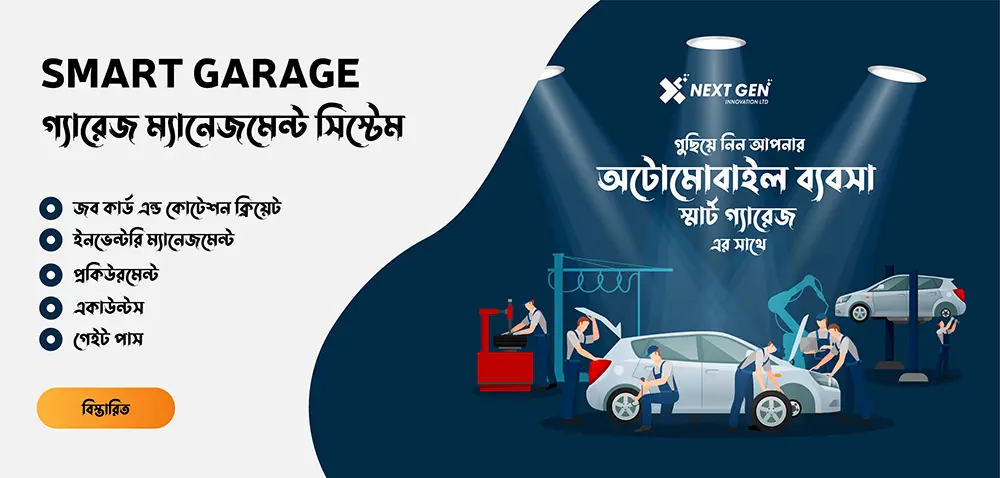 SMART GARAGE
গ্যারেজ ম্যানেজমেন্ট সিস্টেম
জব কার্ড এন্ড কোটেশন ক্রিয়েট
ইনভেন্টরি ম্যানেজমেন্ট
প্রকিউরমেন্ট
একাউন্টস
গেইট পাস
বিস্তারিত
NEXT GEN
INNOVATION LTD
গুছিয়ে নিন আপনার
অটোমোবাইল ব্যবসা
স্মার্ট গ্যারেজ
এর সাথে